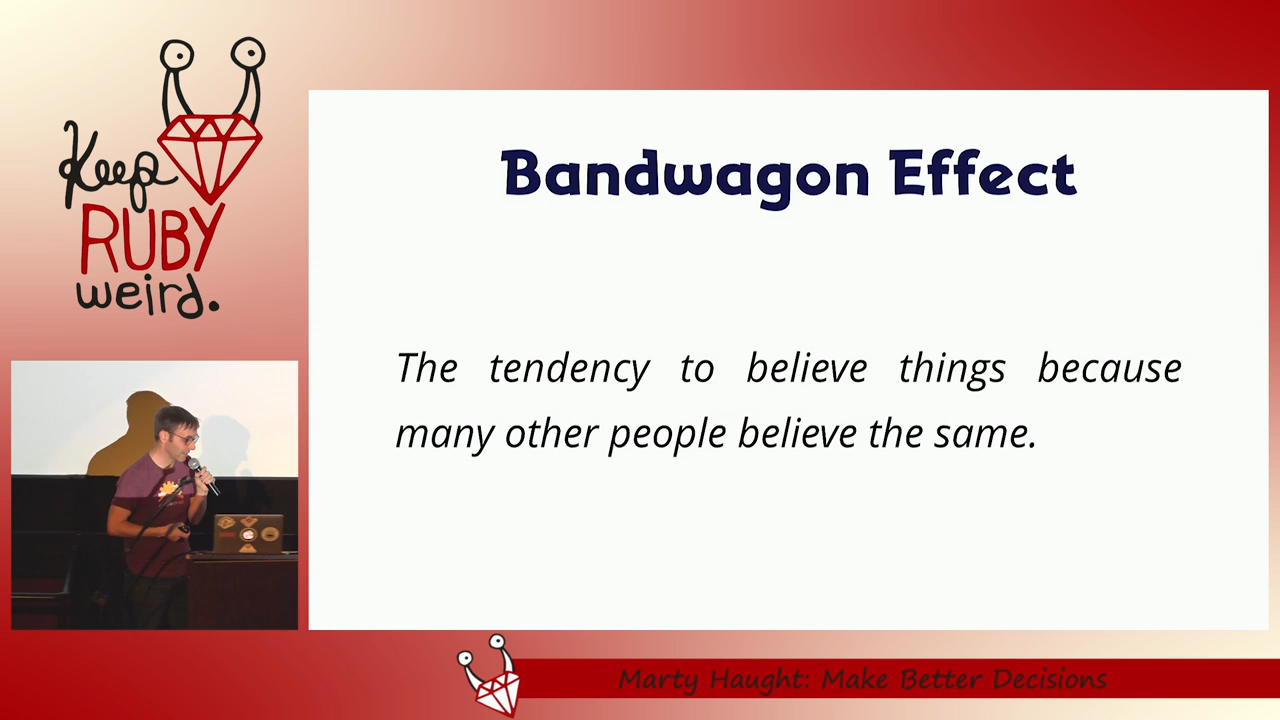 Keep
RUBY
weird.
Bandwagon Effect
The tendency to believe things because
many other people believe the same.
Marty Haught: Make Better Decisions